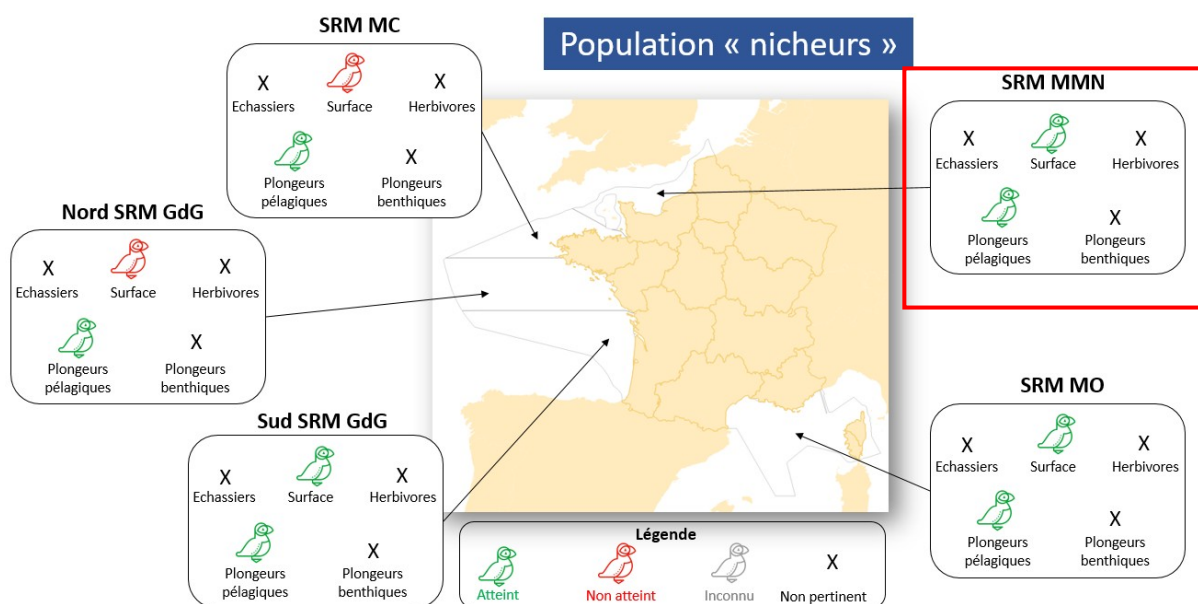 Population « nicheurs »
SRM MC
X
X
Echassiers
Surface
Herbivores
X
Plongeurs
pélagiques
Plongeurs
benthiques
SRM MMN
X
X
Echassiers
Surface
Herbivores
X
Plongeurs
pélagiques
Plongeurs
benthiques
Nord SRM GdG
X
X
Echassiers
Surface
Herbivores
X
Plongeurs
pélagiques
Plongeurs
benthiques
Sud SRM GdG
X
X
Echassiers
Surface
Herbivores
X
Plongeurs
pélagiques
Plongeurs
benthiques
SRM MO
X
X
Echassiers
Surface
Herbivores
X
Plongeurs
pélagiques
Plongeurs
benthiques
Légende
X
Atteint
Non atteint
Inconnu
Non pertinent